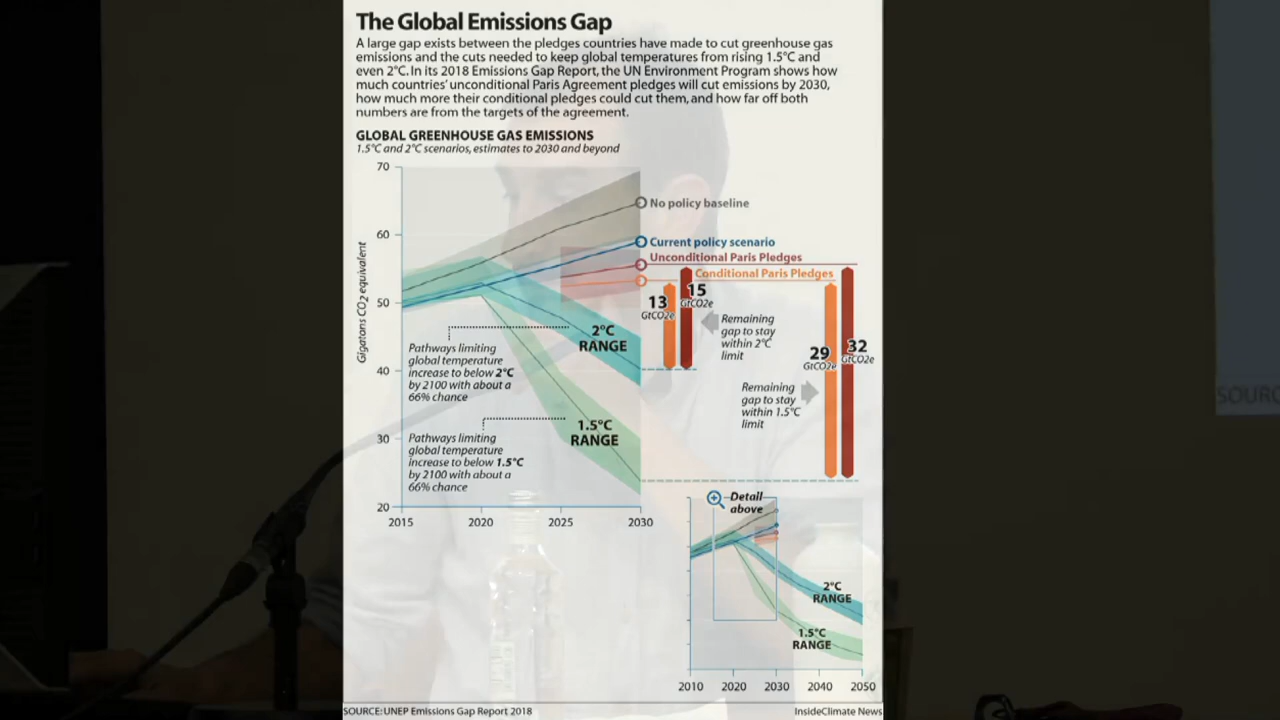 The Global Emissions Gap
A large gap exists between the pledges countries have made to cut greenhouse gas
emissions and the cuts needed to keep global temperatures from rising 1.5°C and
even 2°C. In its 2018 Emissions Gap Report, the UN Environment Program shows how
much countries' unconditional Paris Agreement pledges will cut emissions by 2030,
how much more their conditional pledges could cut them, and how far off both
numbers are from the targets of the agreement.
GLOBAL GREENHOUSE GAS EMISSIONS
1.5°C and 2°C scenarios, estimates to 2030 and beyond
70
60
50
40
30
20
Gigatons CO2 equivalent
2015
2020
2025
2030
No policy baseline
Current policy scenario
Unconditional Paris Pledges
Conditional Paris Pledges
13
GtCO2e
15
GtCO2e
Remaining
gap to stay
within 2°C
limit
29
GtCO2e
32
GtCO2e
Remaining
gap to stay
within 1.5°C
limit
2°C
RANGE
Pathways limiting
global temperature
increase to below 2°C
by 2100 with about a
66% chance
1.5°C
RANGE
Pathways limiting
global temperature
increase to below 1.5°C
by 2100 with about a
66% chance
Detail
above
2°C
RANGE
1.5°C
RANGE
2010
2020
2030
2040
2050
SOURCE: UNEP Emissions Gap Report 2018
InsideClimate News